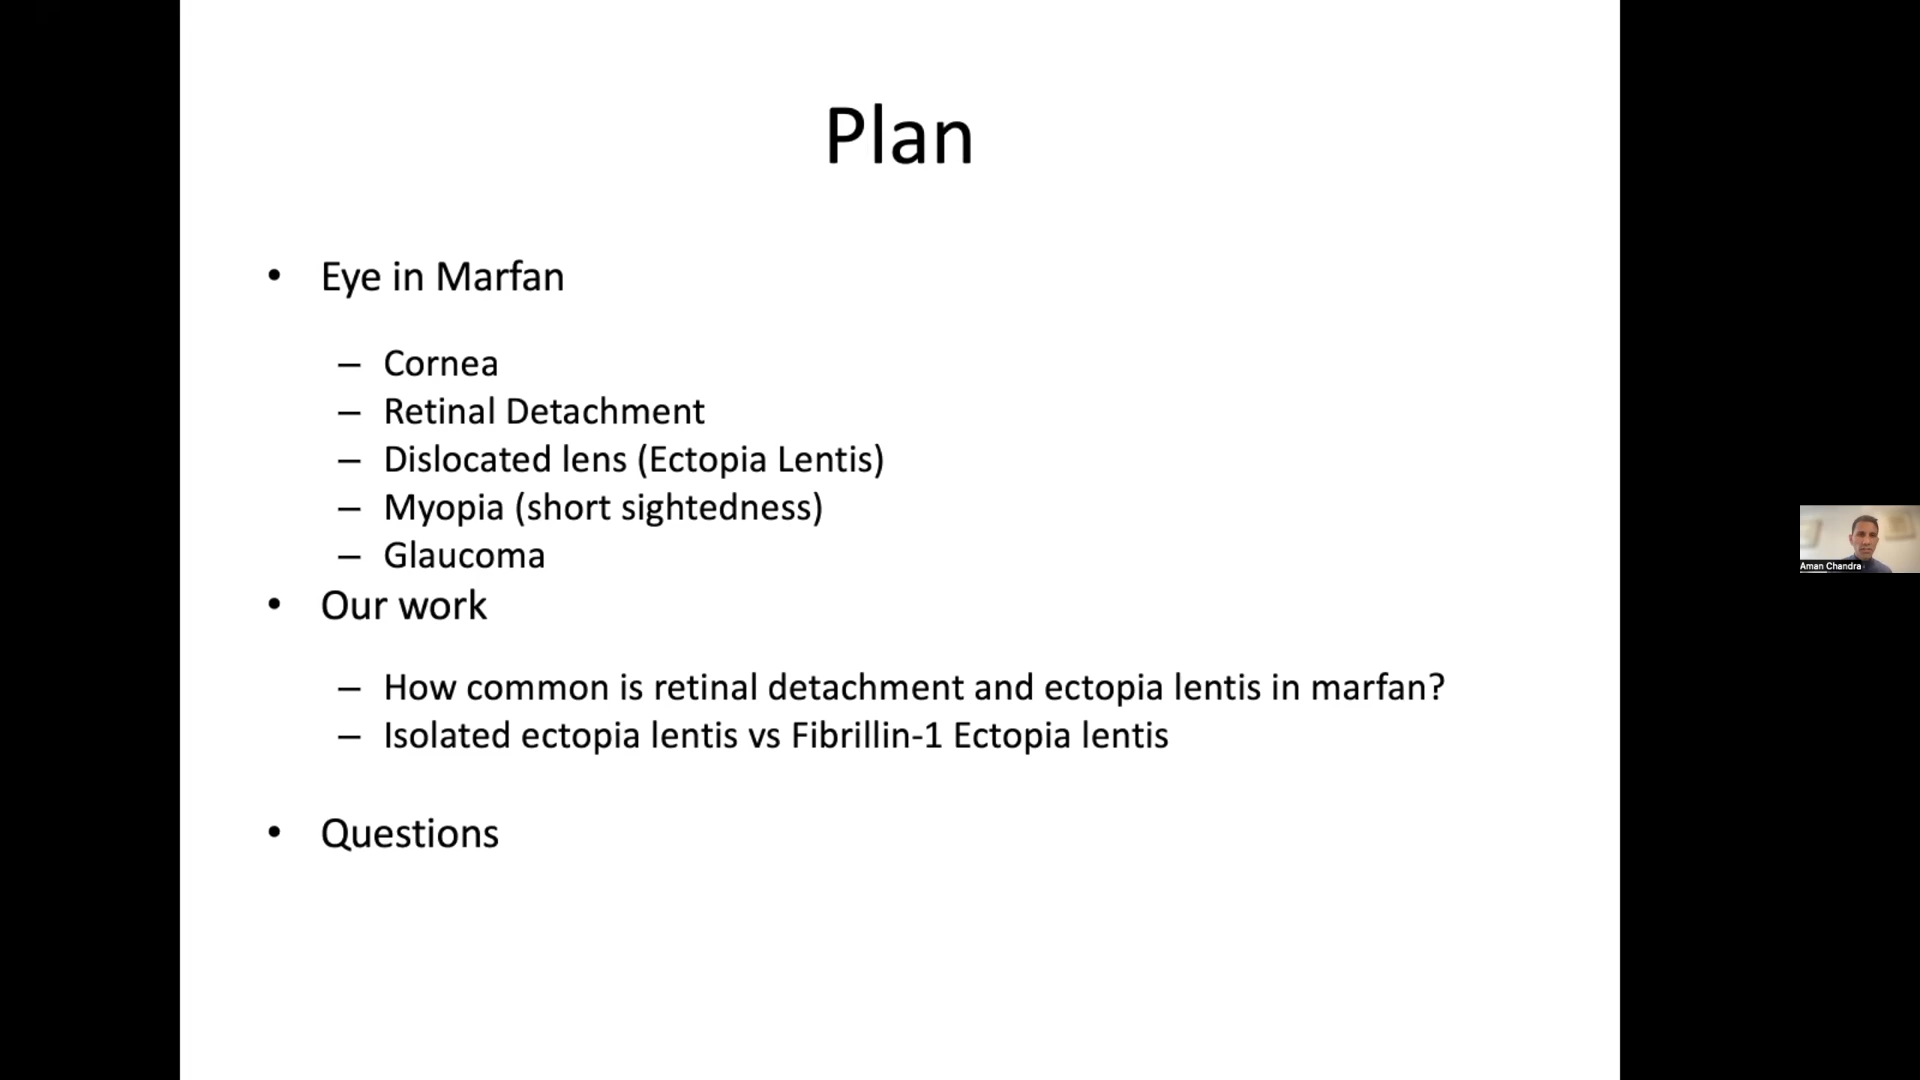 Plan
• Eye in Marfan
– Cornea
– Retinal Detachment
– Dislocated lens (Ectopia Lentis)
– Myopia (short sightedness)
– Glaucoma
• Our work
– How common is retinal detachment and ectopia lentis in marfan?
– Isolated ectopia lentis vs Fibrillin-1 Ectopia lentis
• Questions
Aman Chandra